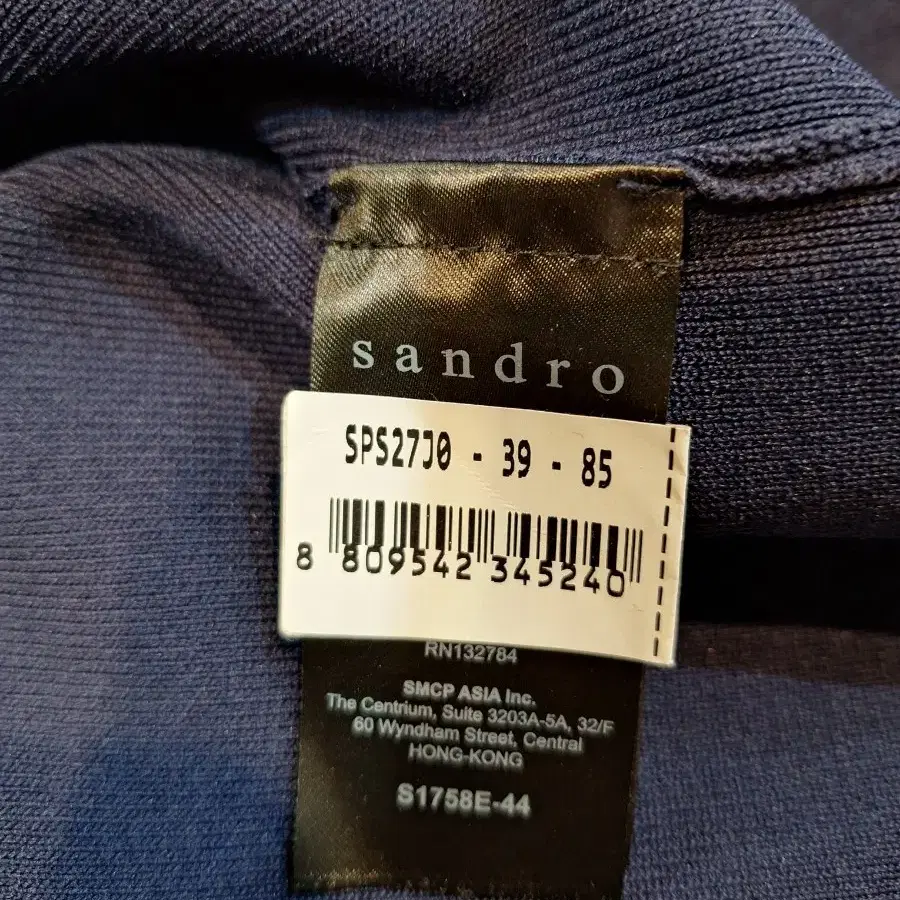 sandro
SPS27J0 - 39 - 85
8 809542 345240
RN132784
SMCP ASIA Inc.
The Centrium, Suite 3203A-5A, 32/F
60 Wyndham Street, Central
HONG-KONG
S1758E-44